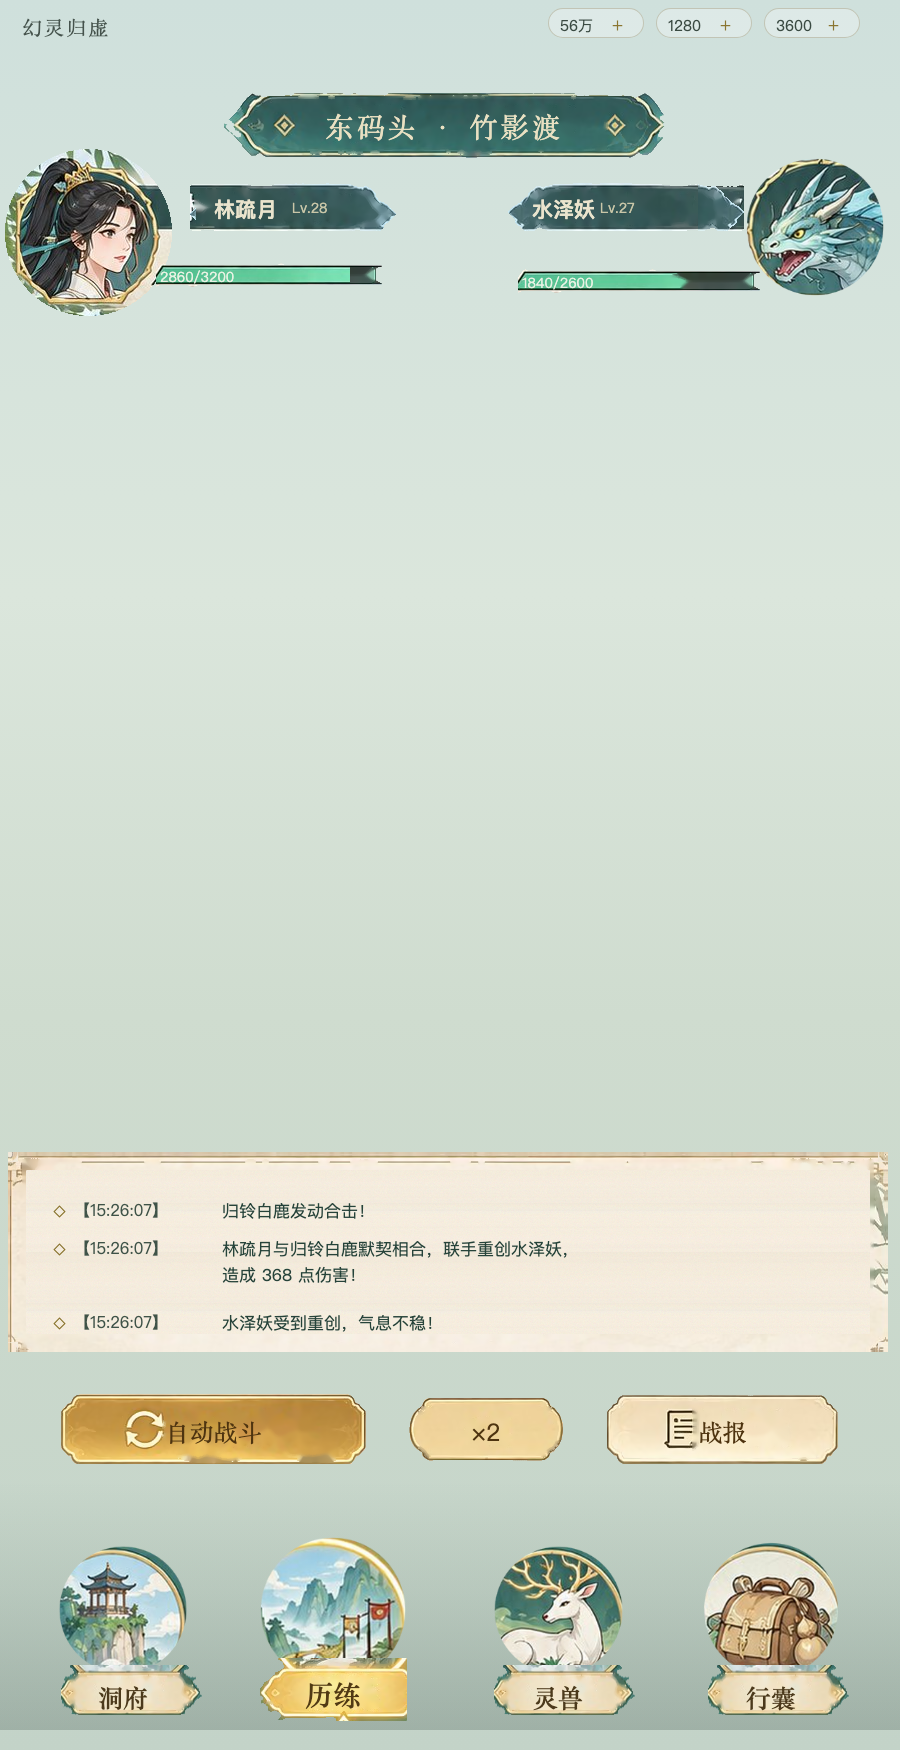 幻灵归虚
56万 +
1280 +
3600 +
东码头 · 竹影渡
林疏月 Lv.28
水泽妖 Lv.27
2860/3200
1840/2600
◇ 【15:26:07】 归铃白鹿发动合击！
◇ 【15:26:07】 林疏月与归铃白鹿默契相合，联手重创水泽妖，
造成 368 点伤害！
◇ 【15:26:07】 水泽妖受到重创，气息不稳！
自动战斗
×2
战报
洞府
历练
灵兽
行囊